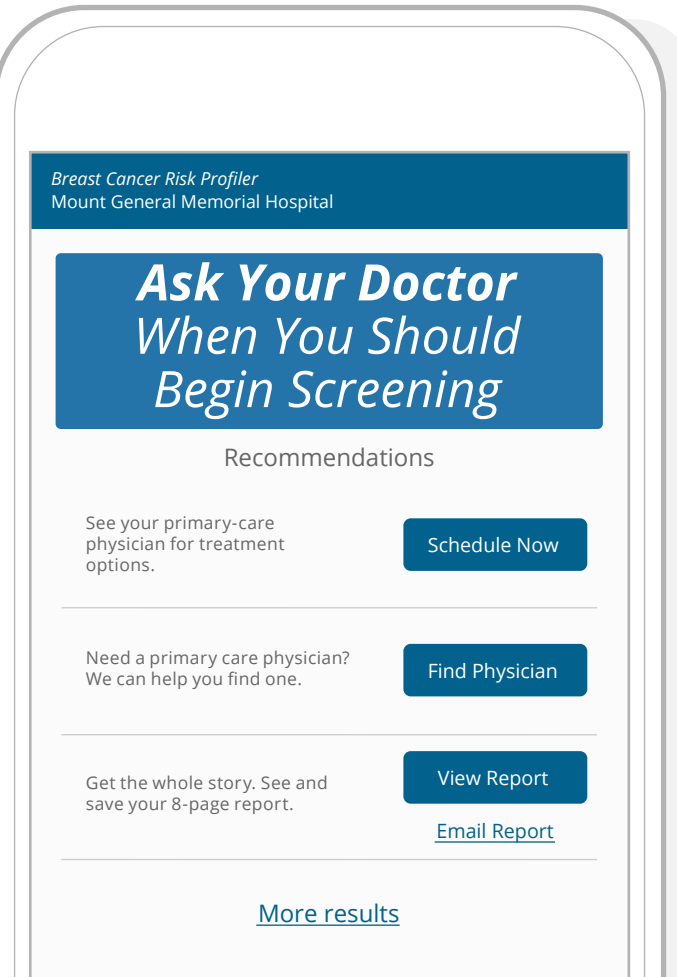 Breast Cancer Risk Profiler
Mount General Memorial Hospital
Ask Your Doctor
When You Should
Begin Screening
Recommendations
See your primary-care
physician for treatment
options.
Schedule Now
Need a primary care physician?
We can help you find one.
Find Physician
Get the whole story. See and
save your 8-page report.
View Report
Email Report
More results